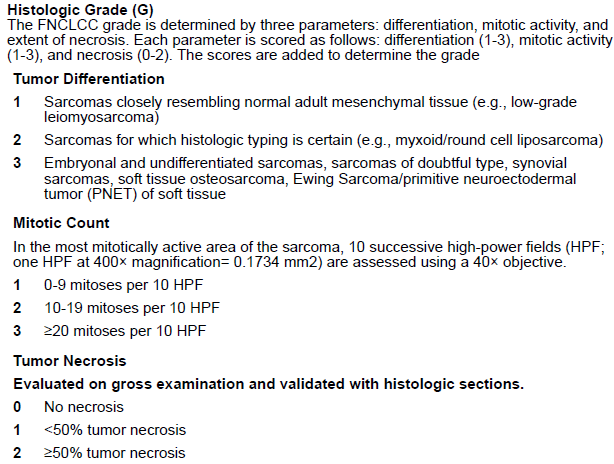 Histologic Grade (G)
The FNCLCC grade is determined by three parameters: differentiation, mitotic activity, and
extent of necrosis. Each parameter is scored as follows: differentiation (1-3), mitotic activity
(1-3), and necrosis (0-2). The scores are added to determine the grade
Tumor Differentiation
1 Sarcomas closely resembling normal adult mesenchymal tissue (e.g., low-grade
leiomyosarcoma)
2 Sarcomas for which histologic typing is certain (e.g., myxoid/round cell liposarcoma)
3 Embryonal and undifferentiated sarcomas, sarcomas of doubtful type, synovial
sarcomas, soft tissue osteosarcoma, Ewing Sarcoma/primitive neuroectodermal
tumor (PNET) of soft tissue
Mitotic Count
In the most mitotically active area of the sarcoma, 10 successive high-power fields (HPF;
one HPF at 400× magnification= 0.1734 mm2) are assessed using a 40× objective.
1 0-9 mitoses per 10 HPF
2 10-19 mitoses per 10 HPF
3 ≥20 mitoses per 10 HPF
Tumor Necrosis
Evaluated on gross examination and validated with histologic sections.
0 No necrosis
1 <50% tumor necrosis
2 ≥50% tumor necrosis